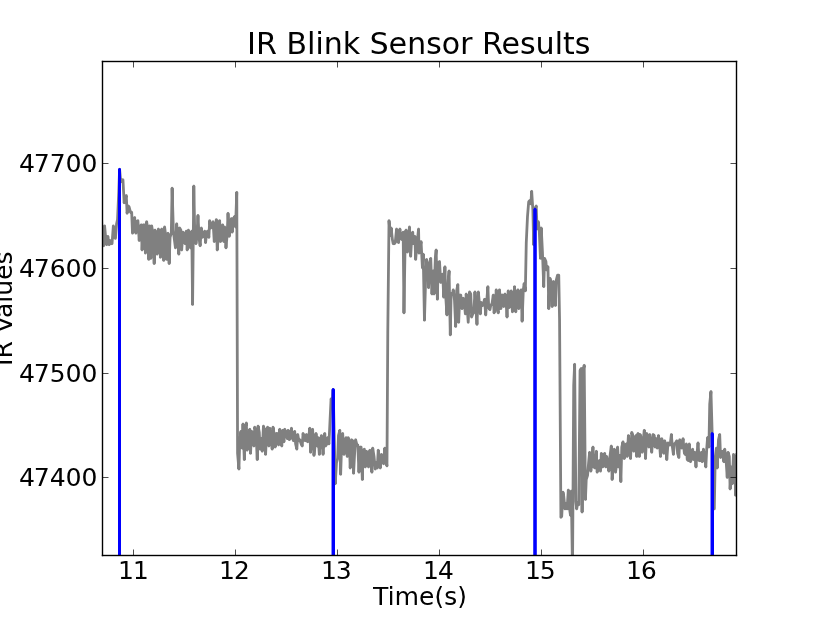 IR Blink Sensor Results
47700
47600
47500
47400
IR Values
11 12 13 14 15 16
Time(s)